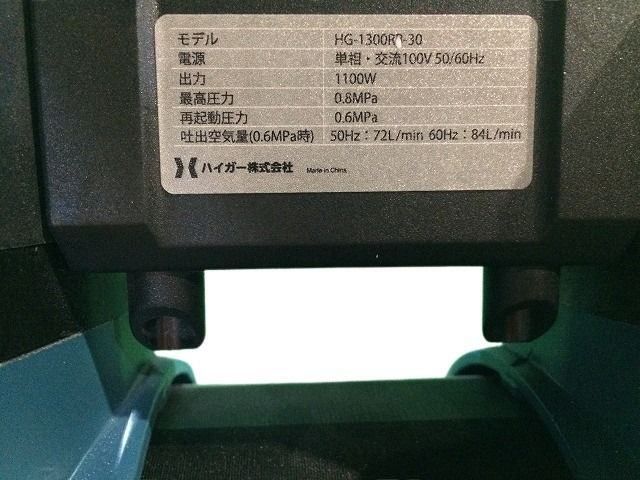 モデル HG-1300R2-30
電源 単相・交流100V 50/60Hz
出力 1100W
最高圧力 0.8MPa
再起動圧力 0.6MPa
吐出空気量(0.6MPa時) 50Hz：72L/min 60Hz：84L/min
ハイガー株式会社 Made in China